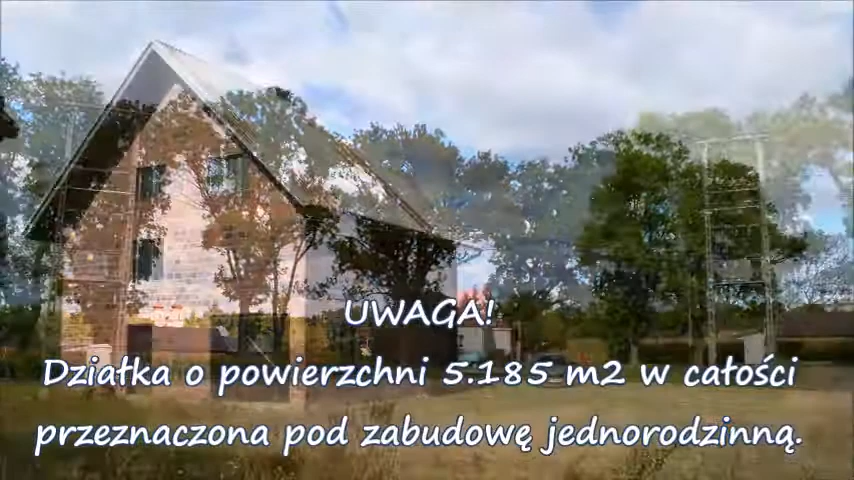 UWAGA!
Działka o powierzchni 5.185 m2 w całości
przeznaczona pod zabudowę jednorodzinną.